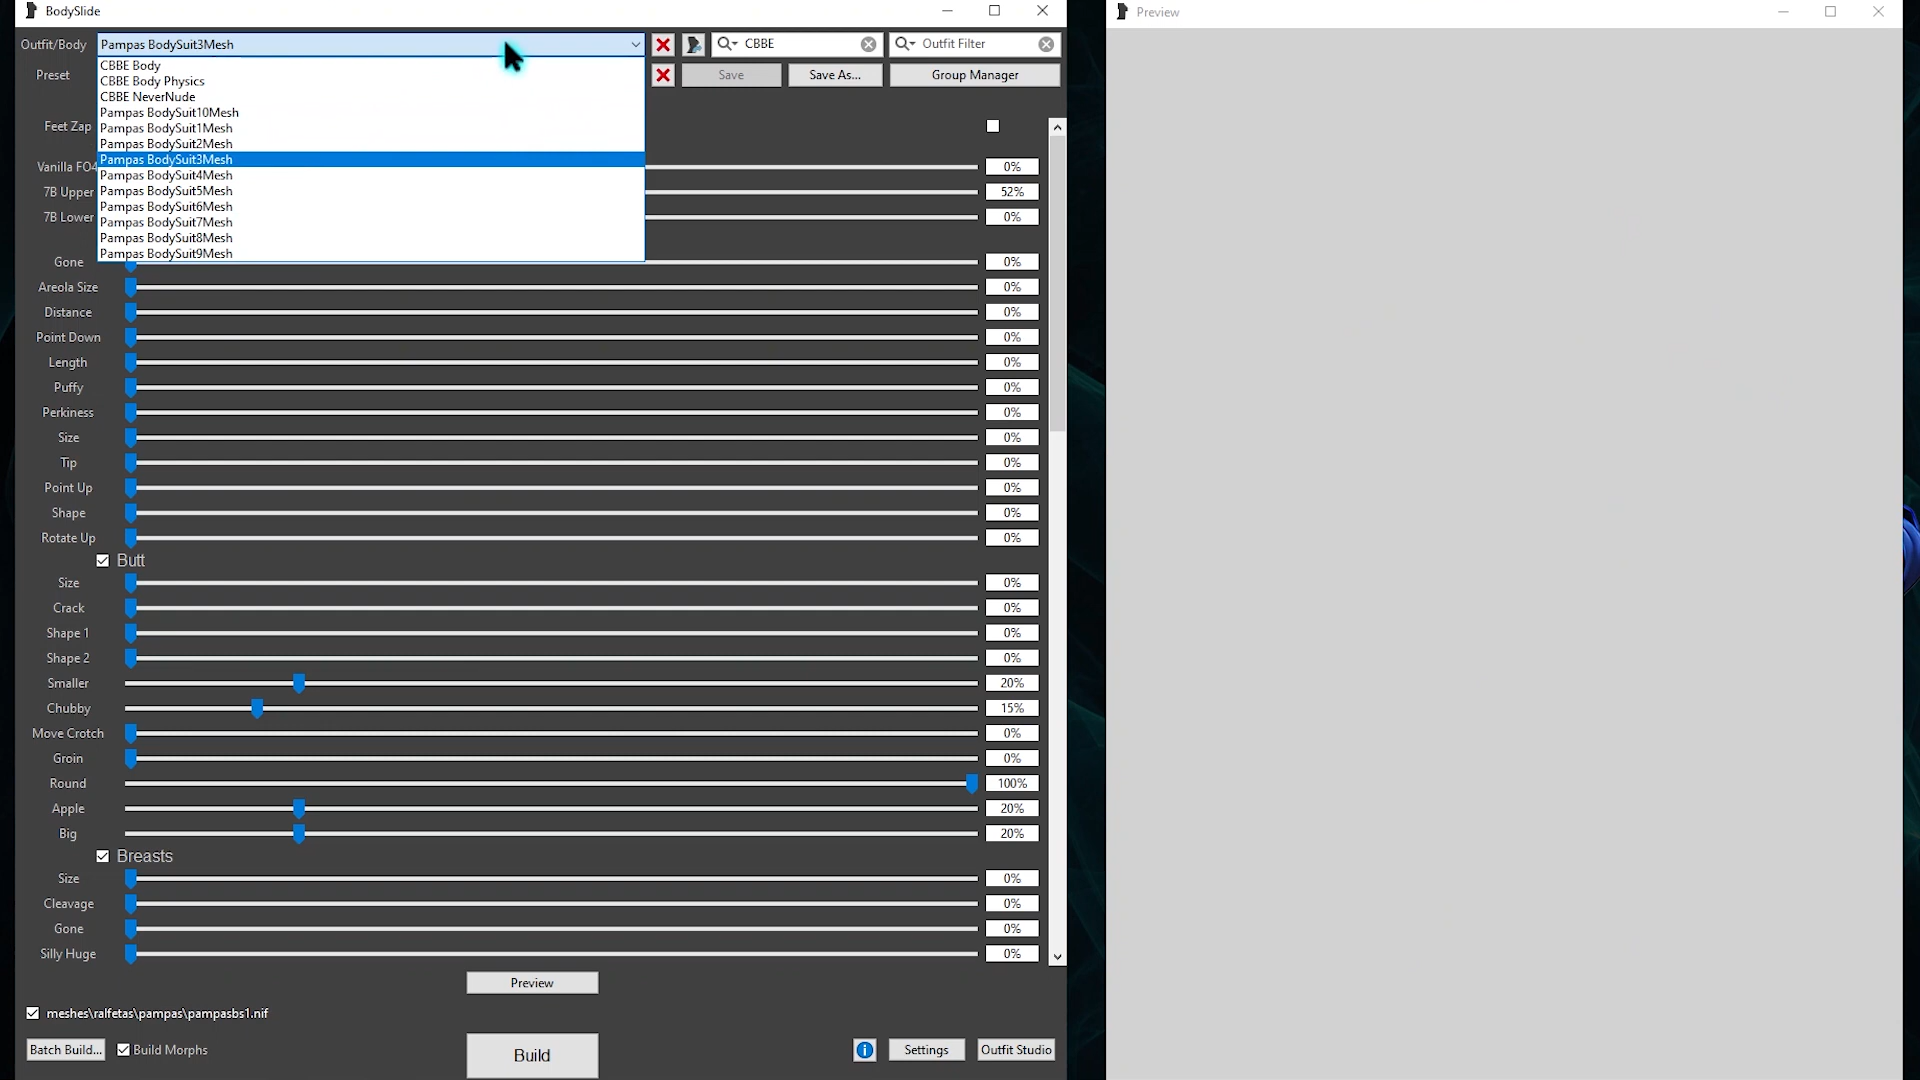 BodySlide
Preview
Outfit/Body Pampas BodySuit3Mesh CBBE Outfit Filter
CBBE Body
CBBE Body Physics
CBBE NeverNude
Pampas BodySuit10Mesh
Pampas BodySuit1Mesh
Pampas BodySuit2Mesh
Pampas BodySuit3Mesh
Pampas BodySuit4Mesh
Pampas BodySuit5Mesh
Pampas BodySuit6Mesh
Pampas BodySuit7Mesh
Pampas BodySuit8Mesh
Pampas BodySuit9Mesh
Preset Save Save As... Group Manager
Feet Zap
Vanilla FO4 0%
7B Upper 52%
7B Lower 0%
Gone 0%
Areola Size 0%
Distance 0%
Point Down 0%
Length 0%
Puffy 0%
Perkiness 0%
Size 0%
Tip 0%
Point Up 0%
Shape 0%
Rotate Up 0%
Butt
Size 0%
Crack 0%
Shape 1 0%
Shape 2 0%
Smaller 20%
Chubby 15%
Move Crotch 0%
Groin 0%
Round 100%
Apple 20%
Big 20%
Breasts
Size 0%
Cleavage 0%
Gone 0%
Silly Huge 0%
Preview
meshes\ralfetas\pampas\pampasbs1.nif
Batch Build... Build Morphs Build Settings Outfit Studio